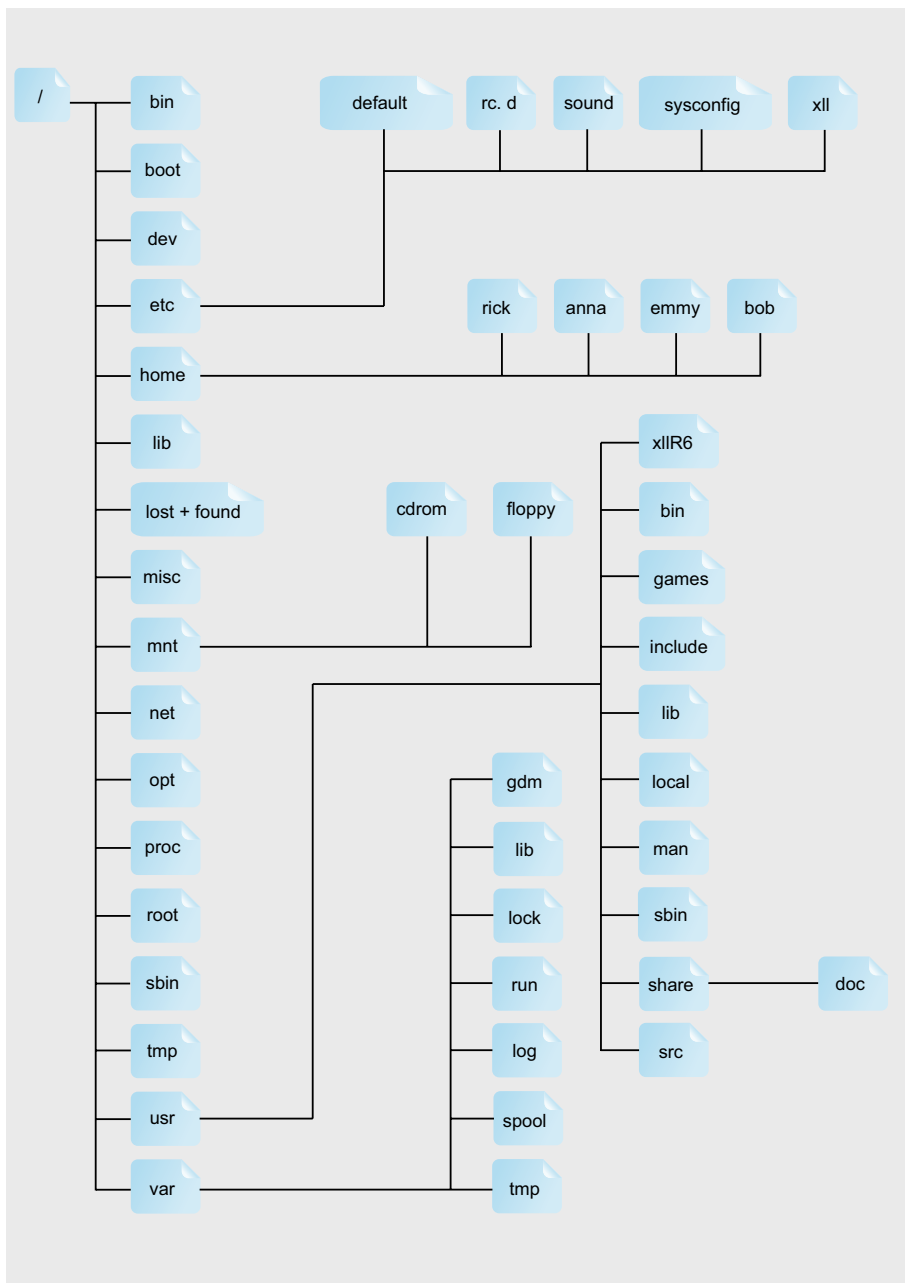 /
bin
default
rc. d
sound
sysconfig
xll
boot
dev
etc
rick
anna
emmy
bob
home
lib
xllR6
lost + found
cdrom
floppy
bin
misc
games
mnt
include
net
lib
opt
gdm
local
proc
lib
man
root
lock
sbin
sbin
run
share
doc
tmp
log
src
usr
spool
var
tmp